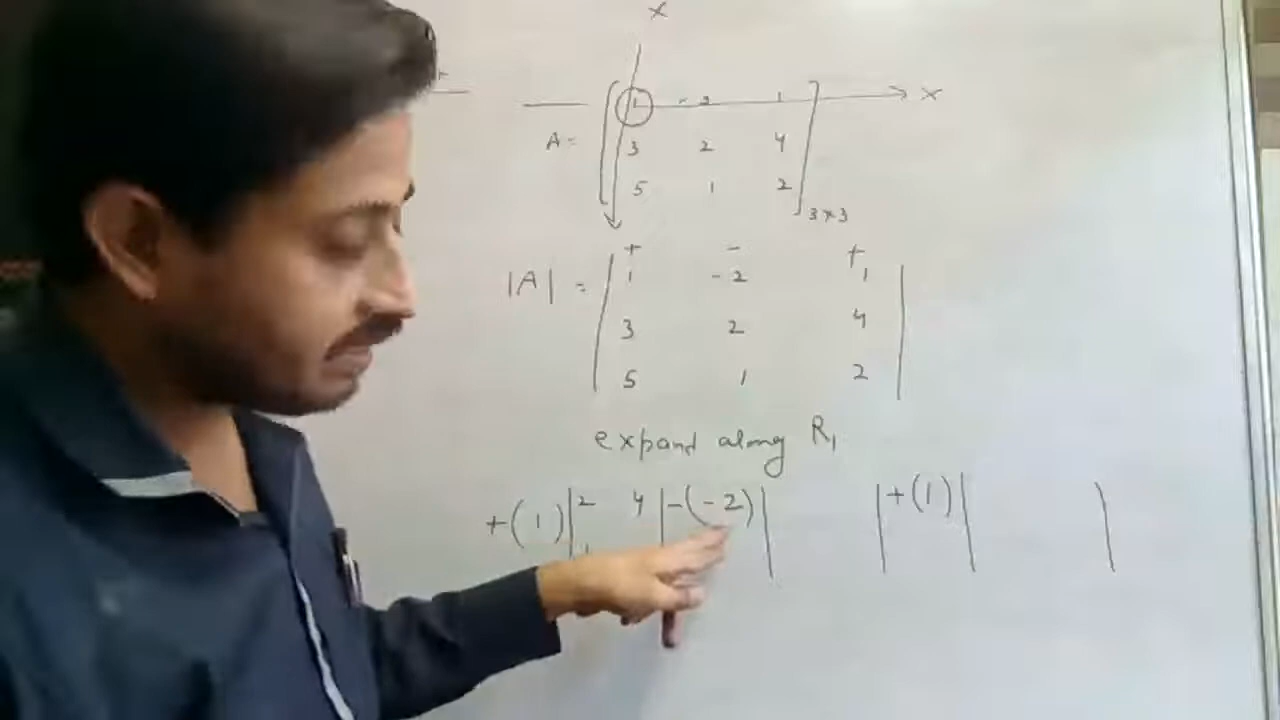 x
1 -2 1 x
A = 3 2 4
5 1 2
3×3
+ - +
|A| = | 1 -2 1 |
3 2 4
5 1 2
expand along R1
+(1)| 2 4 |-(-2)| |+(1)| |
1